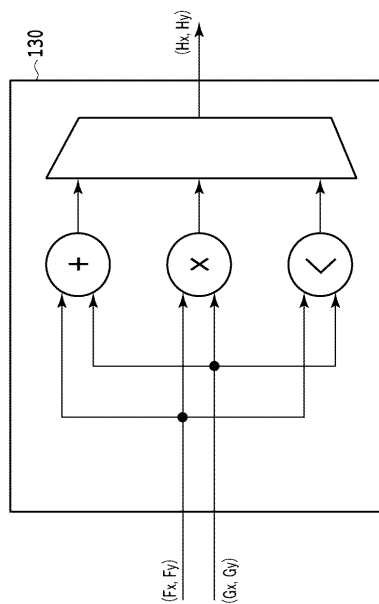 130
+
(Fx, Fy)
(Hx, Hy)
X
(Gx, Gy)
<